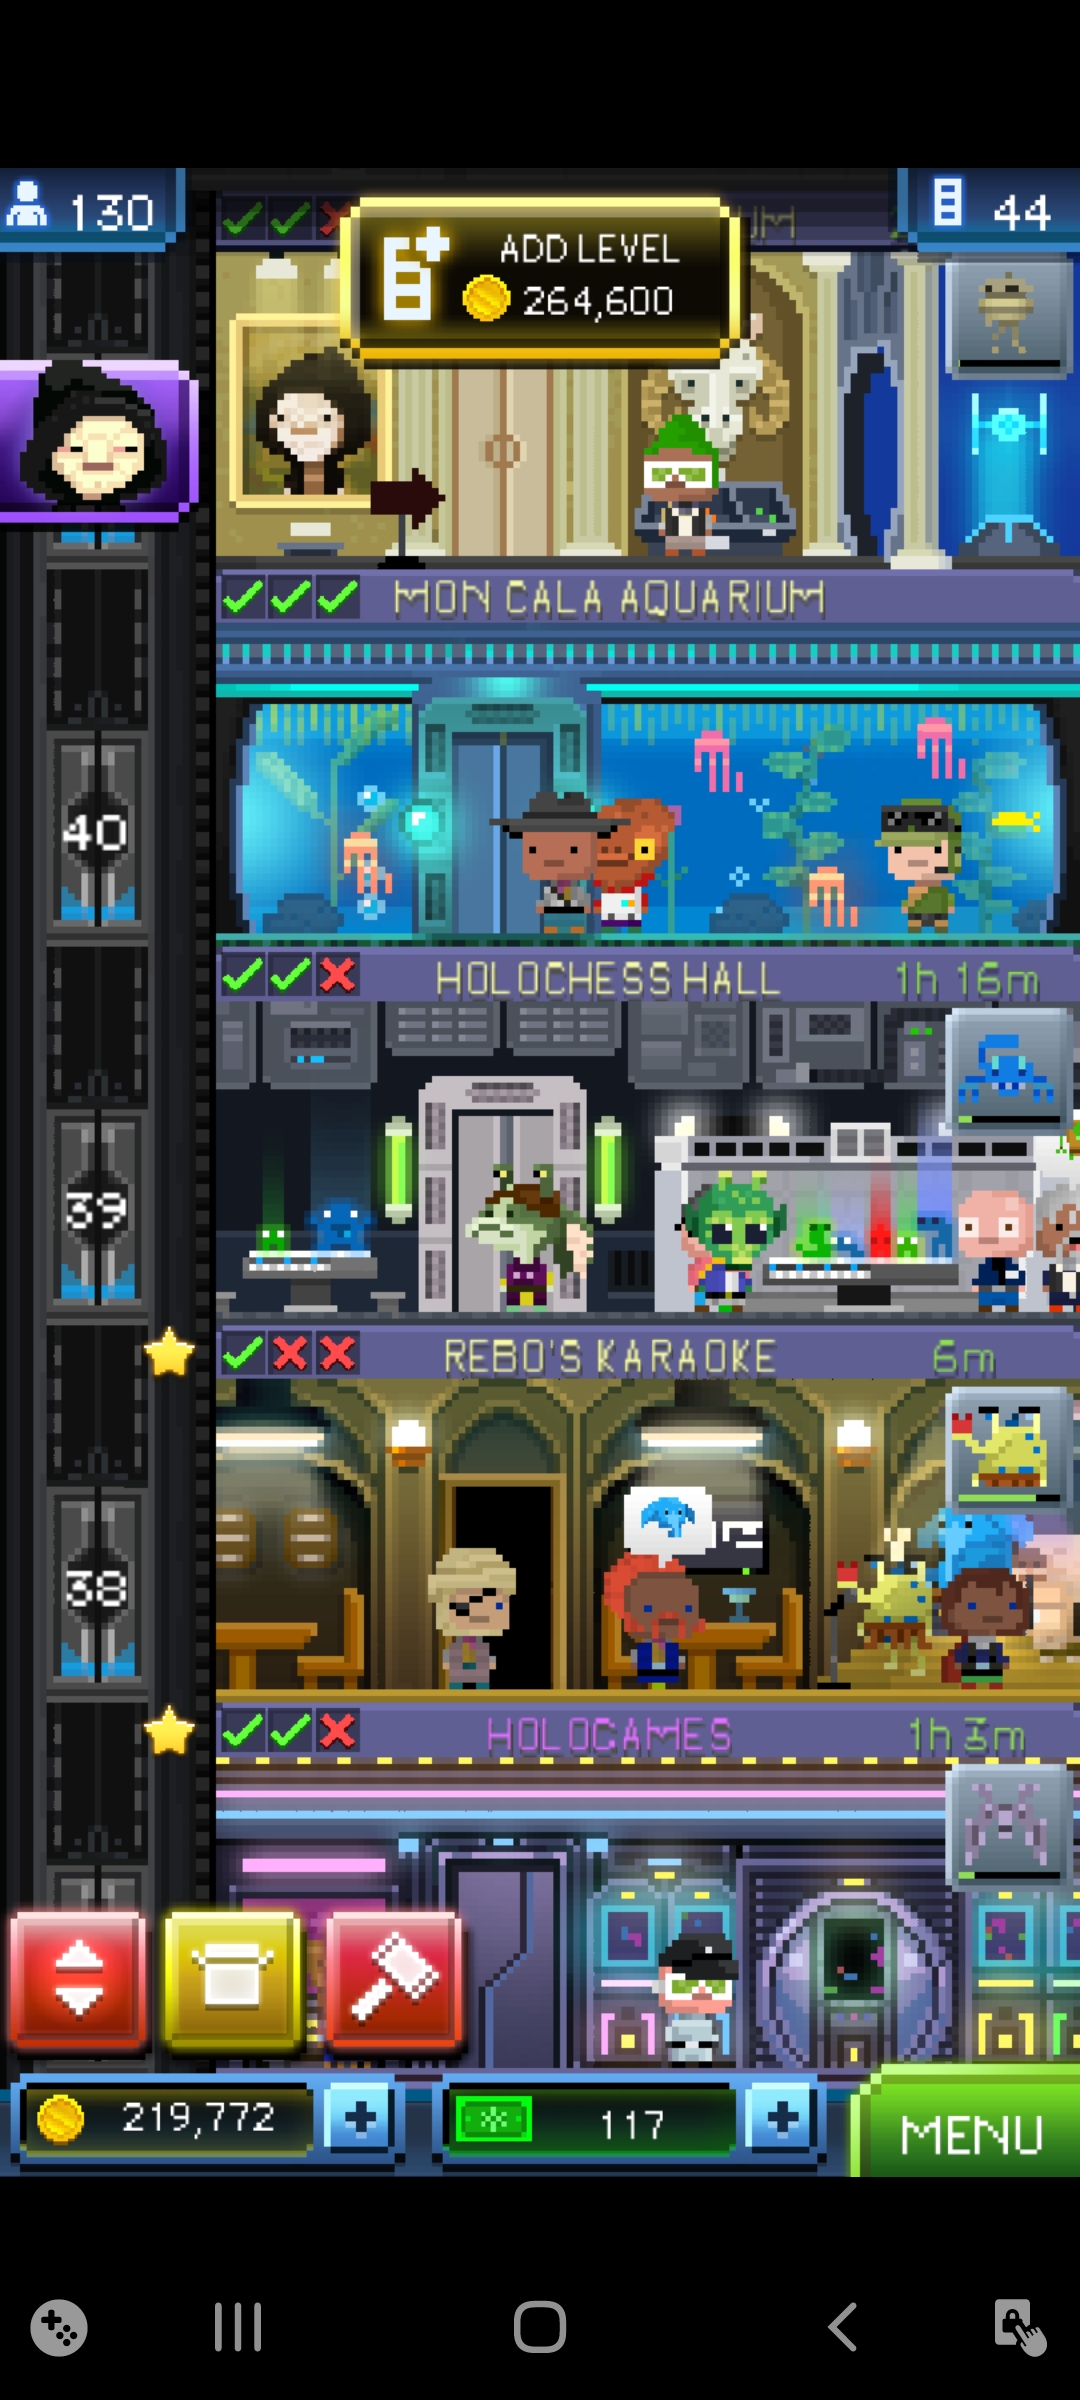 130
44
ADD LEVEL
264,600
MON CALA AQUARIUM
40
HOLOCHESS HALL 1h 16m
39
REBO'S KARAOKE 6m
38
HOLOGAMES 1h
219,772
117
MENU